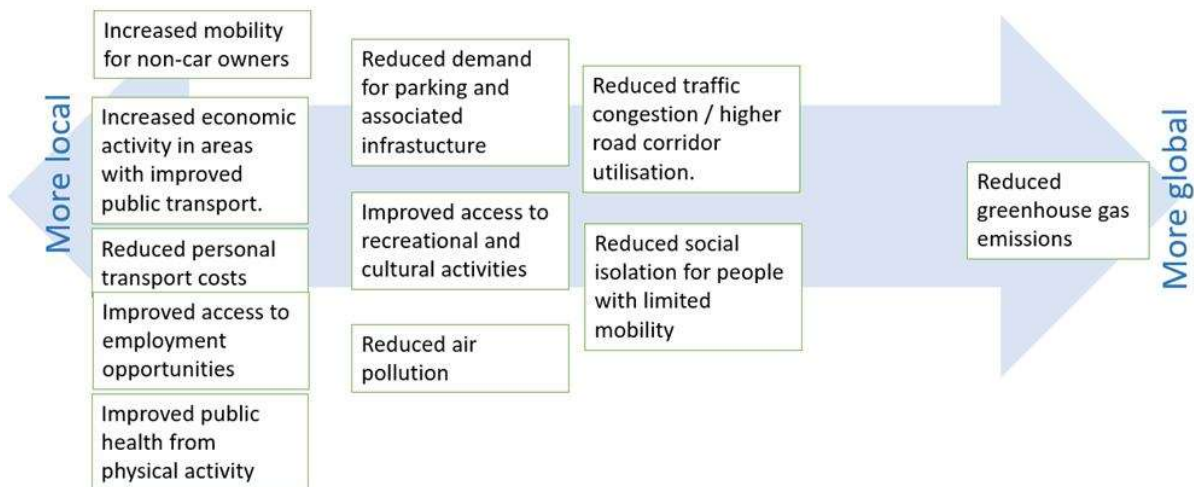 More local
Increased mobility
for non-car owners
Increased economic
activity in areas
with improved
public transport.
Reduced personal
transport costs
Improved access to
employment
opportunities
Improved public
health from
physical activity
Reduced demand
for parking and
associated
infrastucture
Improved access to
recreational and
cultural activities
Reduced air
pollution
Reduced traffic
congestion / higher
road corridor
utilisation.
Reduced social
isolation for people
with limited
mobility
Reduced
greenhouse gas
emissions
More global